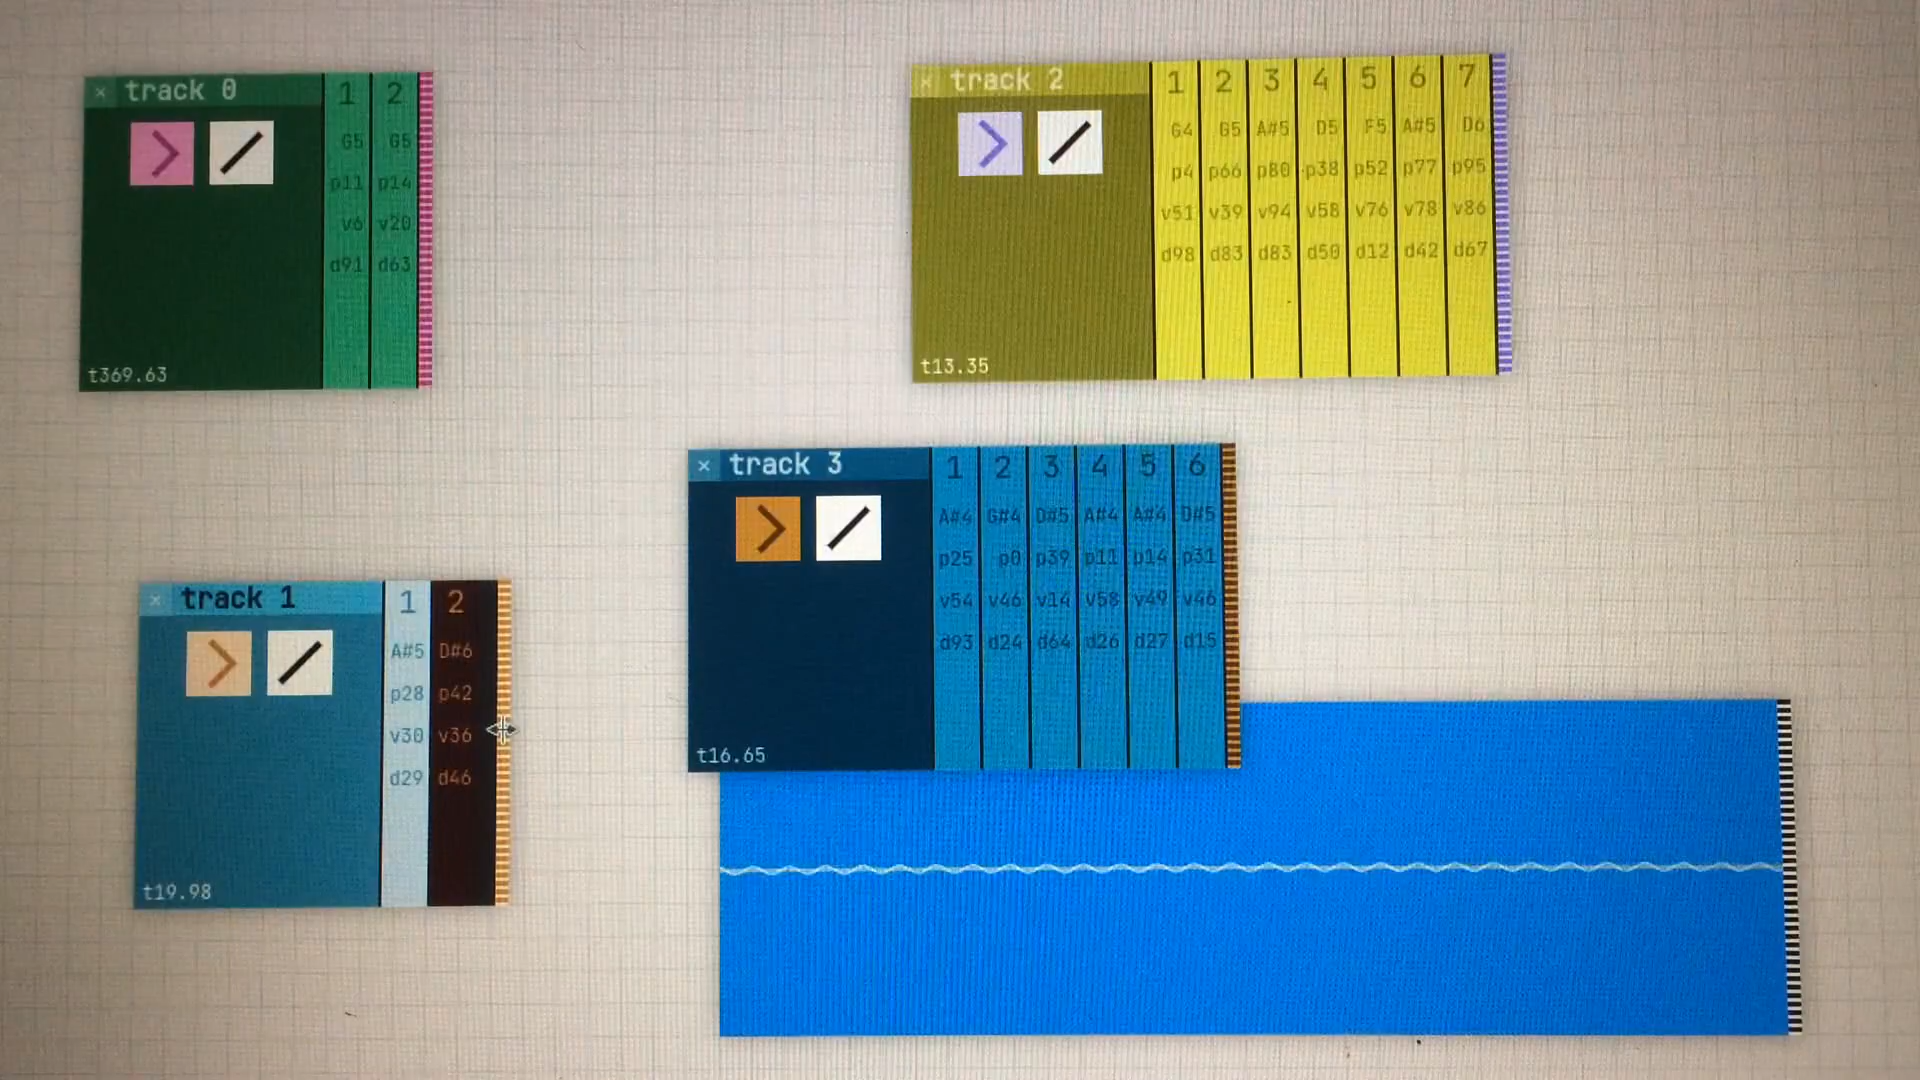 × track 0 1 2
G5 G5
p11 p14
v6 v20
d91 d63
t369.63
× track 2 1 2 3 4 5 6 7
G4 G5 A#5 D5 F5 A#5 D6
p4 p66 p80 p38 p52 p77 p95
v51 v39 v94 v58 v76 v78 v86
d98 d83 d83 d50 d12 d42 d67
t13.35
× track 3 1 2 3 4 5 6
A#4 G#4 D#5 A#4 A#4 D#5
p25 p0 p39 p11 p14 p31
v54 v46 v14 v58 v49 v46
d93 d24 d64 d26 d27 d15
t16.65
× track 1 1 2
A#5 D#6
p28 p42
v30 v36
d29 d46
t19.98